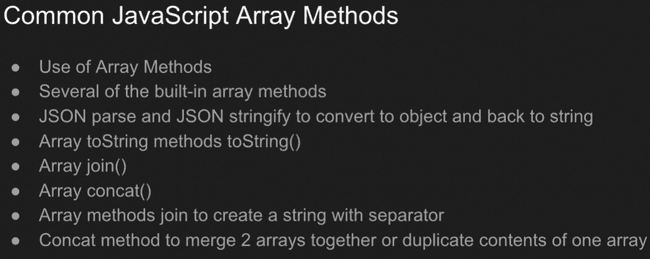 Common JavaScript Array Methods
● Use of Array Methods
● Several of the built-in array methods
● JSON parse and JSON stringify to convert to object and back to string
● Array toString methods toString()
● Array join()
● Array concat()
● Array methods join to create a string with separator
● Concat method to merge 2 arrays together or duplicate contents of one array